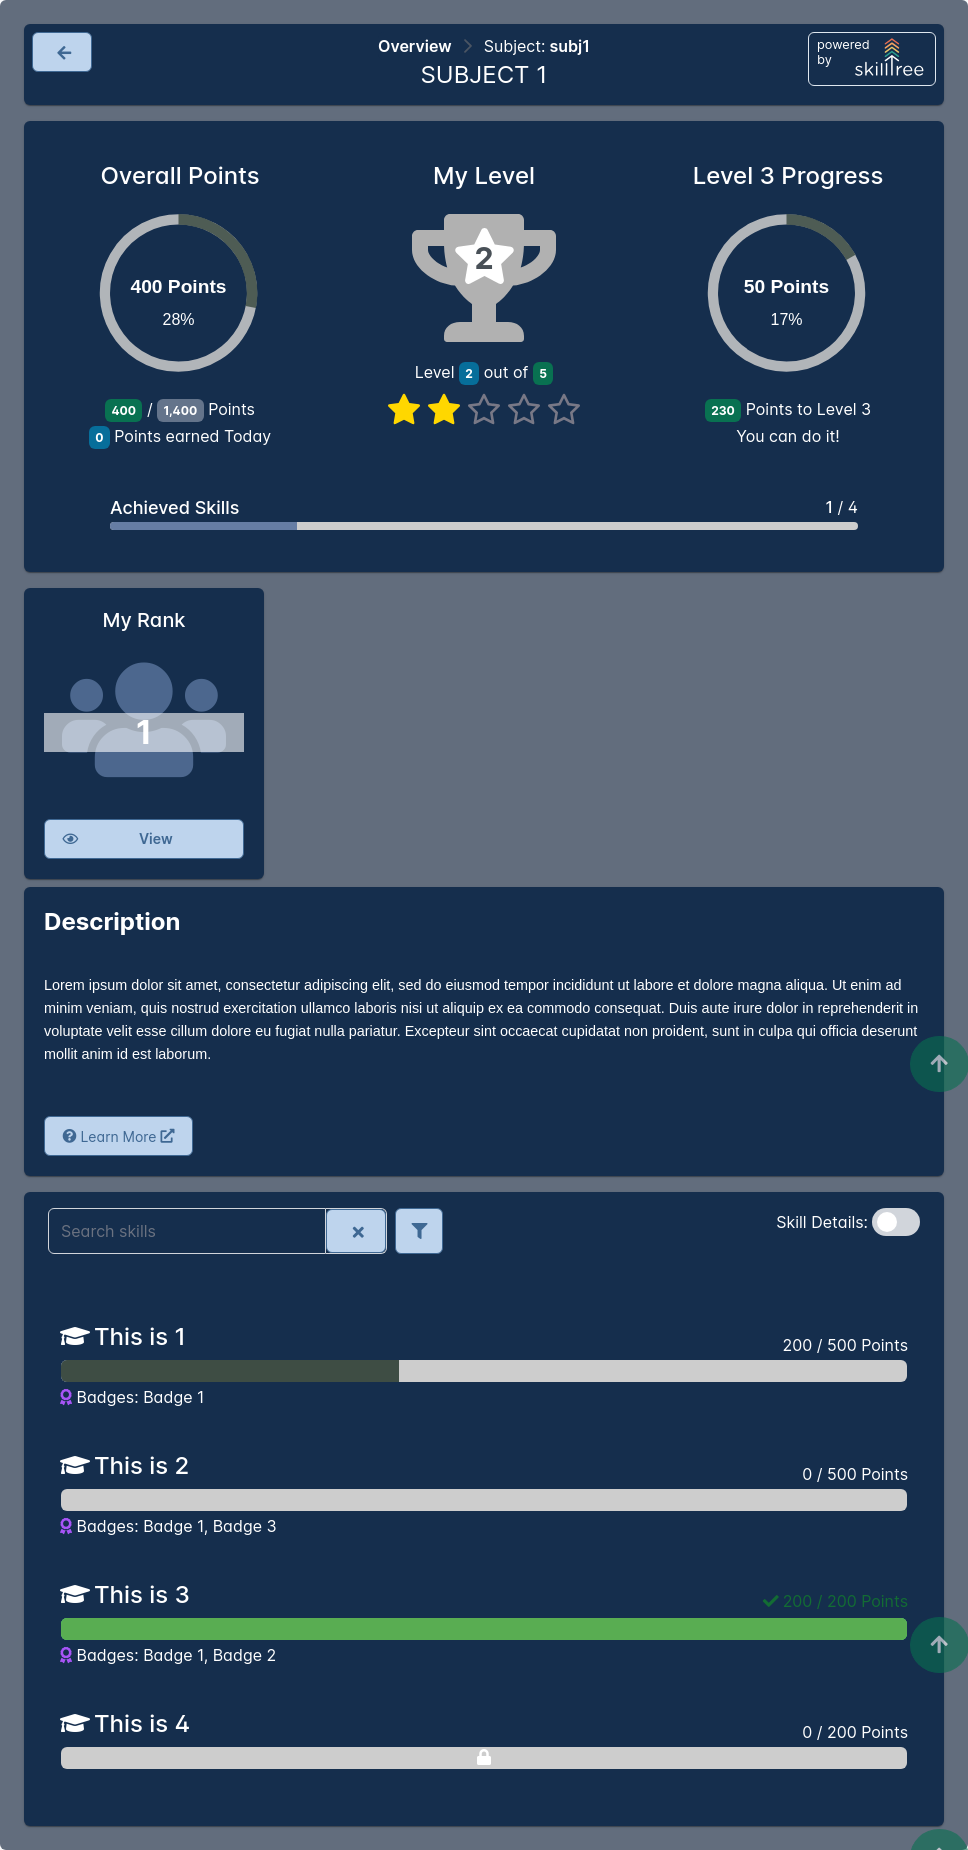 Overview Subject: subj1
SUBJECT 1
powered
by
skilltree
Overall Points
400 Points
28%
400 / 1,400 Points
0 Points earned Today
My Level
2
Level 2 out of 5
Level 3 Progress
50 Points
17%
230 Points to Level 3
You can do it!
Achieved Skills 1 / 4
My Rank
1
View
Description
Lorem ipsum dolor sit amet, consectetur adipiscing elit, sed do eiusmod tempor incididunt ut labore et dolore magna aliqua. Ut enim ad
minim veniam, quis nostrud exercitation ullamco laboris nisi ut aliquip ex ea commodo consequat. Duis aute irure dolor in reprehenderit in
voluptate velit esse cillum dolore eu fugiat nulla pariatur. Excepteur sint occaecat cupidatat non proident, sunt in culpa qui officia deserunt
mollit anim id est laborum.
Learn More
Search skills
Skill Details:
This is 1
200 / 500 Points
Badges: Badge 1
This is 2
0 / 500 Points
Badges: Badge 1, Badge 3
This is 3
200 / 200 Points
Badges: Badge 1, Badge 2
This is 4
0 / 200 Points